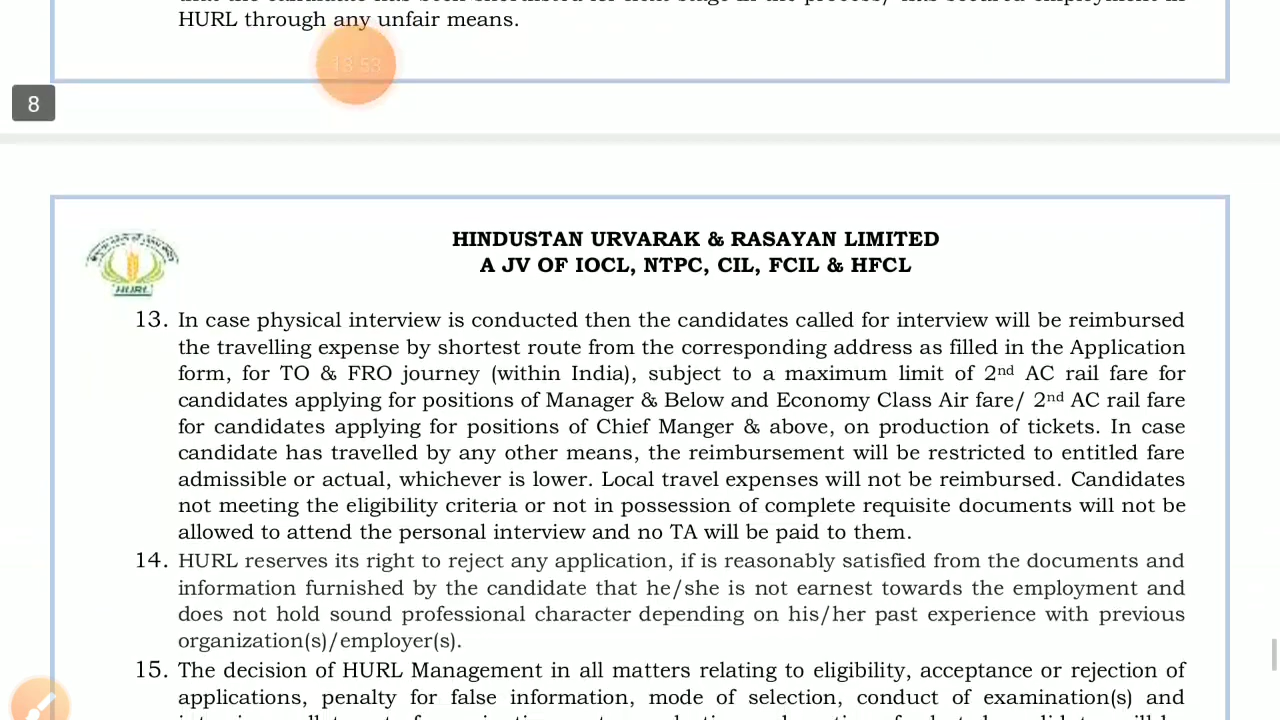 HURL through any unfair means.
13:53
8
HINDUSTAN URVARAK & RASAYAN LIMITED
A JV OF IOCL, NTPC, CIL, FCIL & HFCL
HURL
13. In case physical interview is conducted then the candidates called for interview will be reimbursed
the travelling expense by shortest route from the corresponding address as filled in the Application
form, for TO & FRO journey (within India), subject to a maximum limit of 2nd AC rail fare for
candidates applying for positions of Manager & Below and Economy Class Air fare/ 2nd AC rail fare
for candidates applying for positions of Chief Manger & above, on production of tickets. In case
candidate has travelled by any other means, the reimbursement will be restricted to entitled fare
admissible or actual, whichever is lower. Local travel expenses will not be reimbursed. Candidates
not meeting the eligibility criteria or not in possession of complete requisite documents will not be
allowed to attend the personal interview and no TA will be paid to them.
14. HURL reserves its right to reject any application, if is reasonably satisfied from the documents and
information furnished by the candidate that he/she is not earnest towards the employment and
does not hold sound professional character depending on his/her past experience with previous
organization(s)/employer(s).
15. The decision of HURL Management in all matters relating to eligibility, acceptance or rejection of
applications, penalty for false information, mode of selection, conduct of examination(s) and